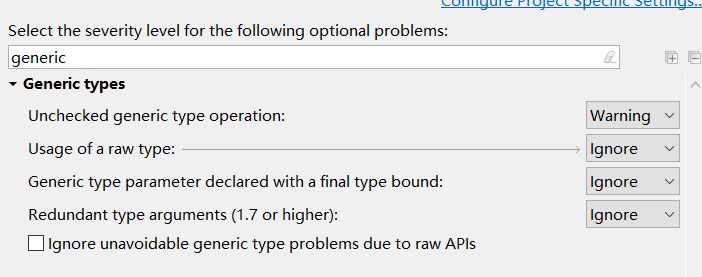 Configure Project Specific Settings..
Select the severity level for the following optional problems:
generic
Generic types
Unchecked generic type operation: Warning
Usage of a raw type: Ignore
Generic type parameter declared with a final type bound: Ignore
Redundant type arguments (1.7 or higher): Ignore
Ignore unavoidable generic type problems due to raw APIs